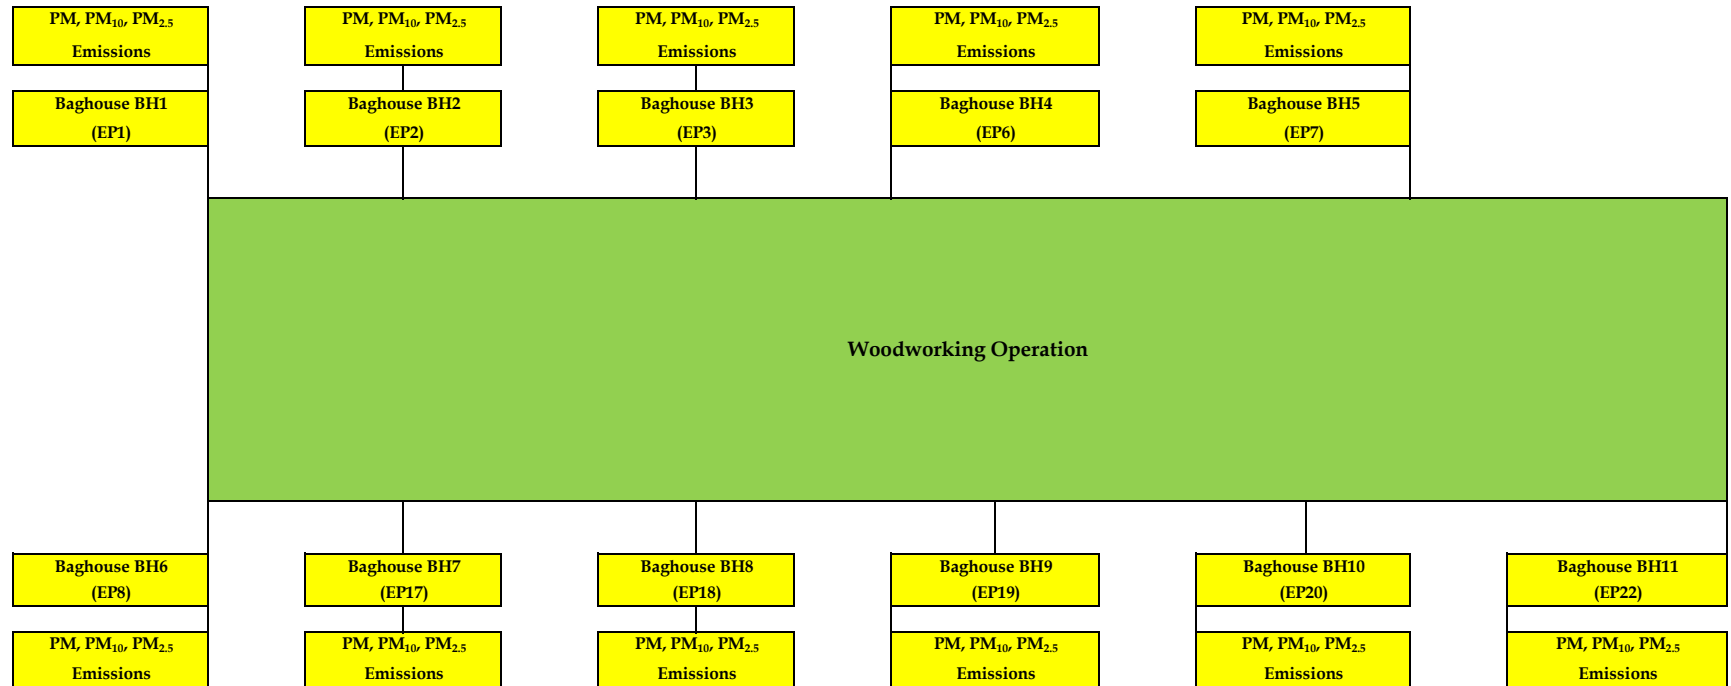 PM, PM₁₀, PM₂.₅
Emissions
PM, PM₁₀, PM₂.₅
Emissions
PM, PM₁₀, PM₂.₅
Emissions
PM, PM₁₀, PM₂.₅
Emissions
PM, PM₁₀, PM₂.₅
Emissions
Baghouse BH1
(EP1)
Baghouse BH2
(EP2)
Baghouse BH3
(EP3)
Baghouse BH4
(EP6)
Baghouse BH5
(EP7)
Woodworking Operation
Baghouse BH6
(EP8)
Baghouse BH7
(EP17)
Baghouse BH8
(EP18)
Baghouse BH9
(EP19)
Baghouse BH10
(EP20)
Baghouse BH11
(EP22)
PM, PM₁₀, PM₂.₅
Emissions
PM, PM₁₀, PM₂.₅
Emissions
PM, PM₁₀, PM₂.₅
Emissions
PM, PM₁₀, PM₂.₅
Emissions
PM, PM₁₀, PM₂.₅
Emissions
PM, PM₁₀, PM₂.₅
Emissions